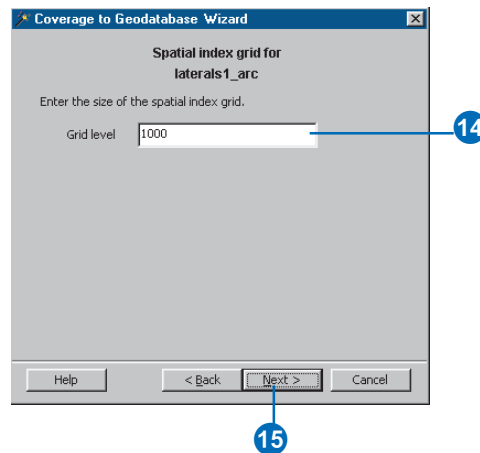 Coverage to Geodatabase Wizard
Spatial index grid for
laterals1_arc
Enter the size of the spatial index grid.
Grid level 1000
14
Help < Back Next > Cancel
15